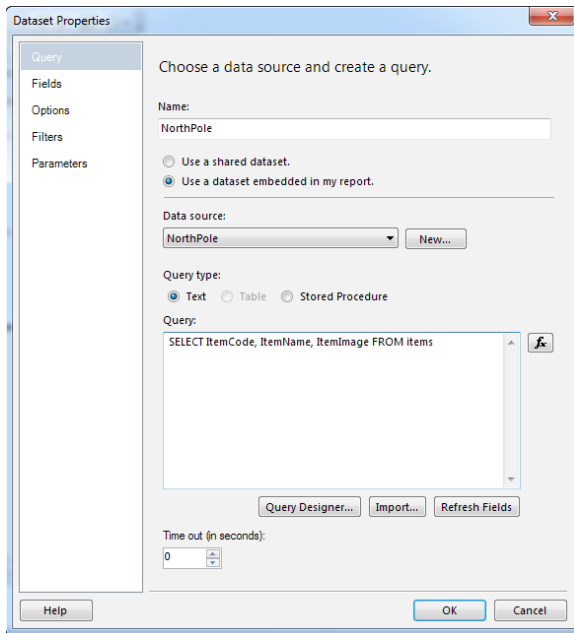 Dataset Properties
Query
Fields
Options
Filters
Parameters
Choose a data source and create a query.
Name:
NorthPole
Use a shared dataset.
Use a dataset embedded in my report.
Data source:
NorthPole
New...
Query type:
Text Table Stored Procedure
Query:
SELECT ItemCode, ItemName, ItemImage FROM items
fx
Query Designer... Import... Refresh Fields
Time out (in seconds):
0
Help OK Cancel